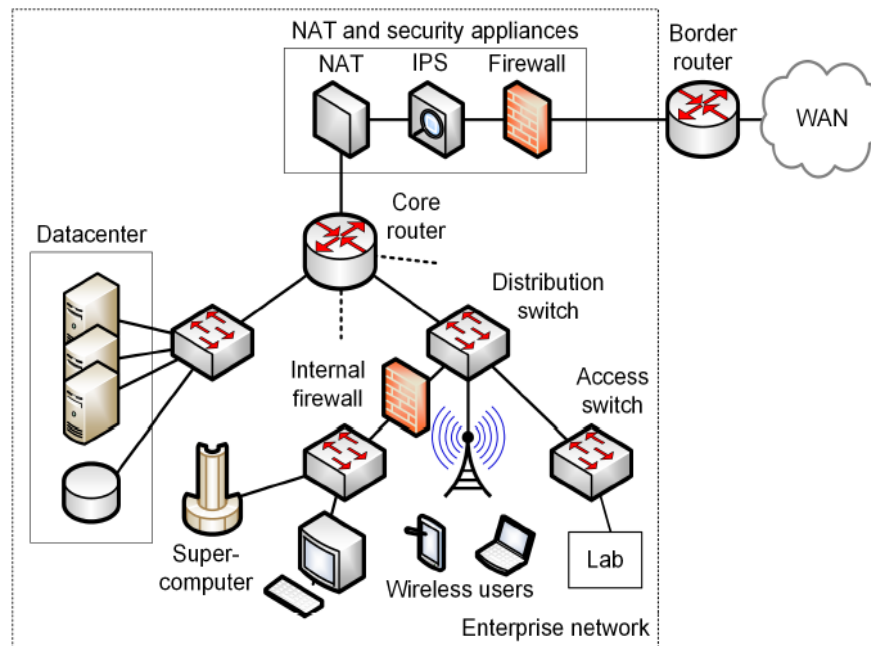 NAT and security appliances
NAT
IPS
Firewall
Border
router
WAN
Core
router
Datacenter
Distribution
switch
Internal
firewall
Access
switch
Super-
computer
Wireless users
Lab
Enterprise network